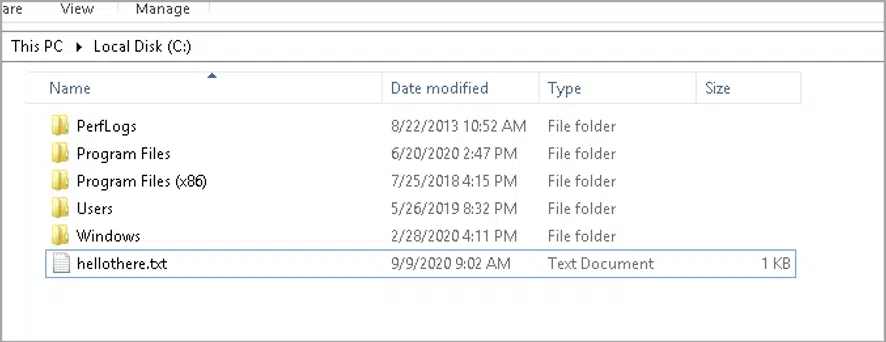 are View Manage
This PC Local Disk (C:)
Name Date modified Type Size
PerfLogs 8/22/2013 10:52 AM File folder
Program Files 6/20/2020 2:47 PM File folder
Program Files (x86) 7/25/2018 4:15 PM File folder
Users 5/26/2019 8:32 PM File folder
Windows 2/28/2020 4:11 PM File folder
hellothere.txt 9/9/2020 9:02 AM Text Document 1 KB